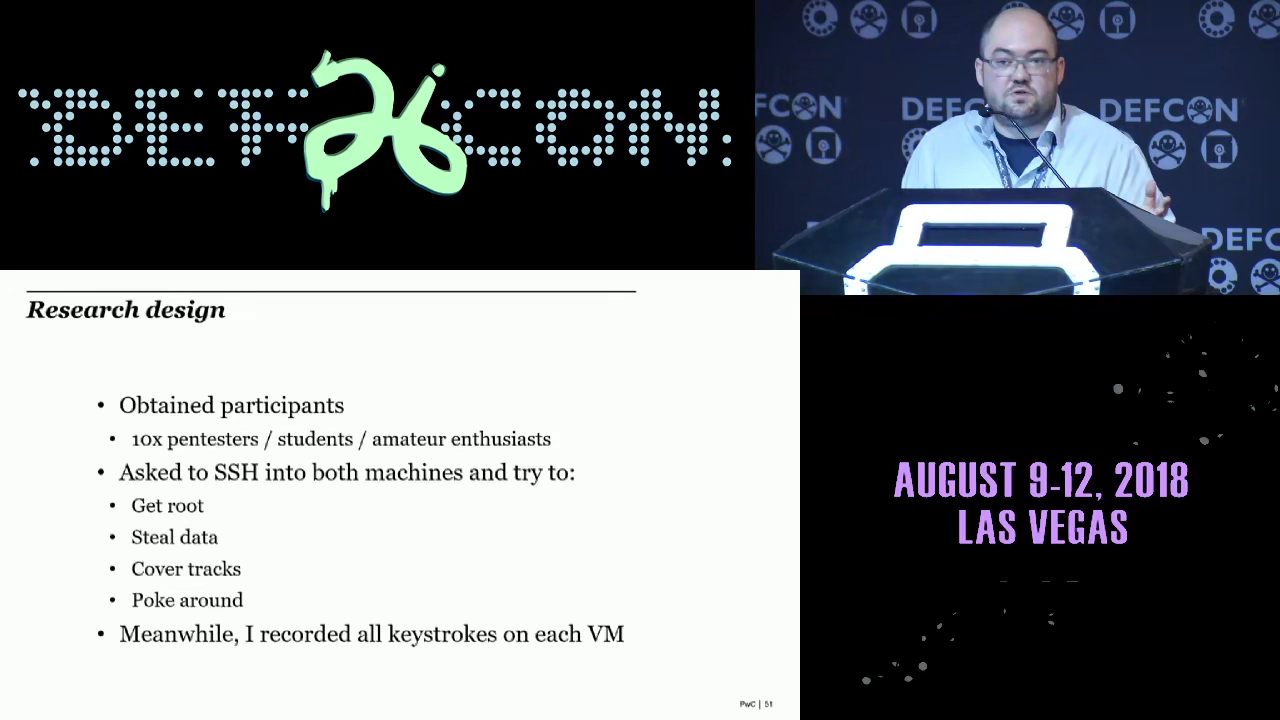 DEF CON
26
DEFCON
DEFCON
DEFCON
DEFC
Research design
• Obtained participants
• 10x pentesters / students / amateur enthusiasts
• Asked to SSH into both machines and try to:
• Get root
• Steal data
• Cover tracks
• Poke around
• Meanwhile, I recorded all keystrokes on each VM
PwC | 51
AUGUST 9-12, 2018
LAS VEGAS